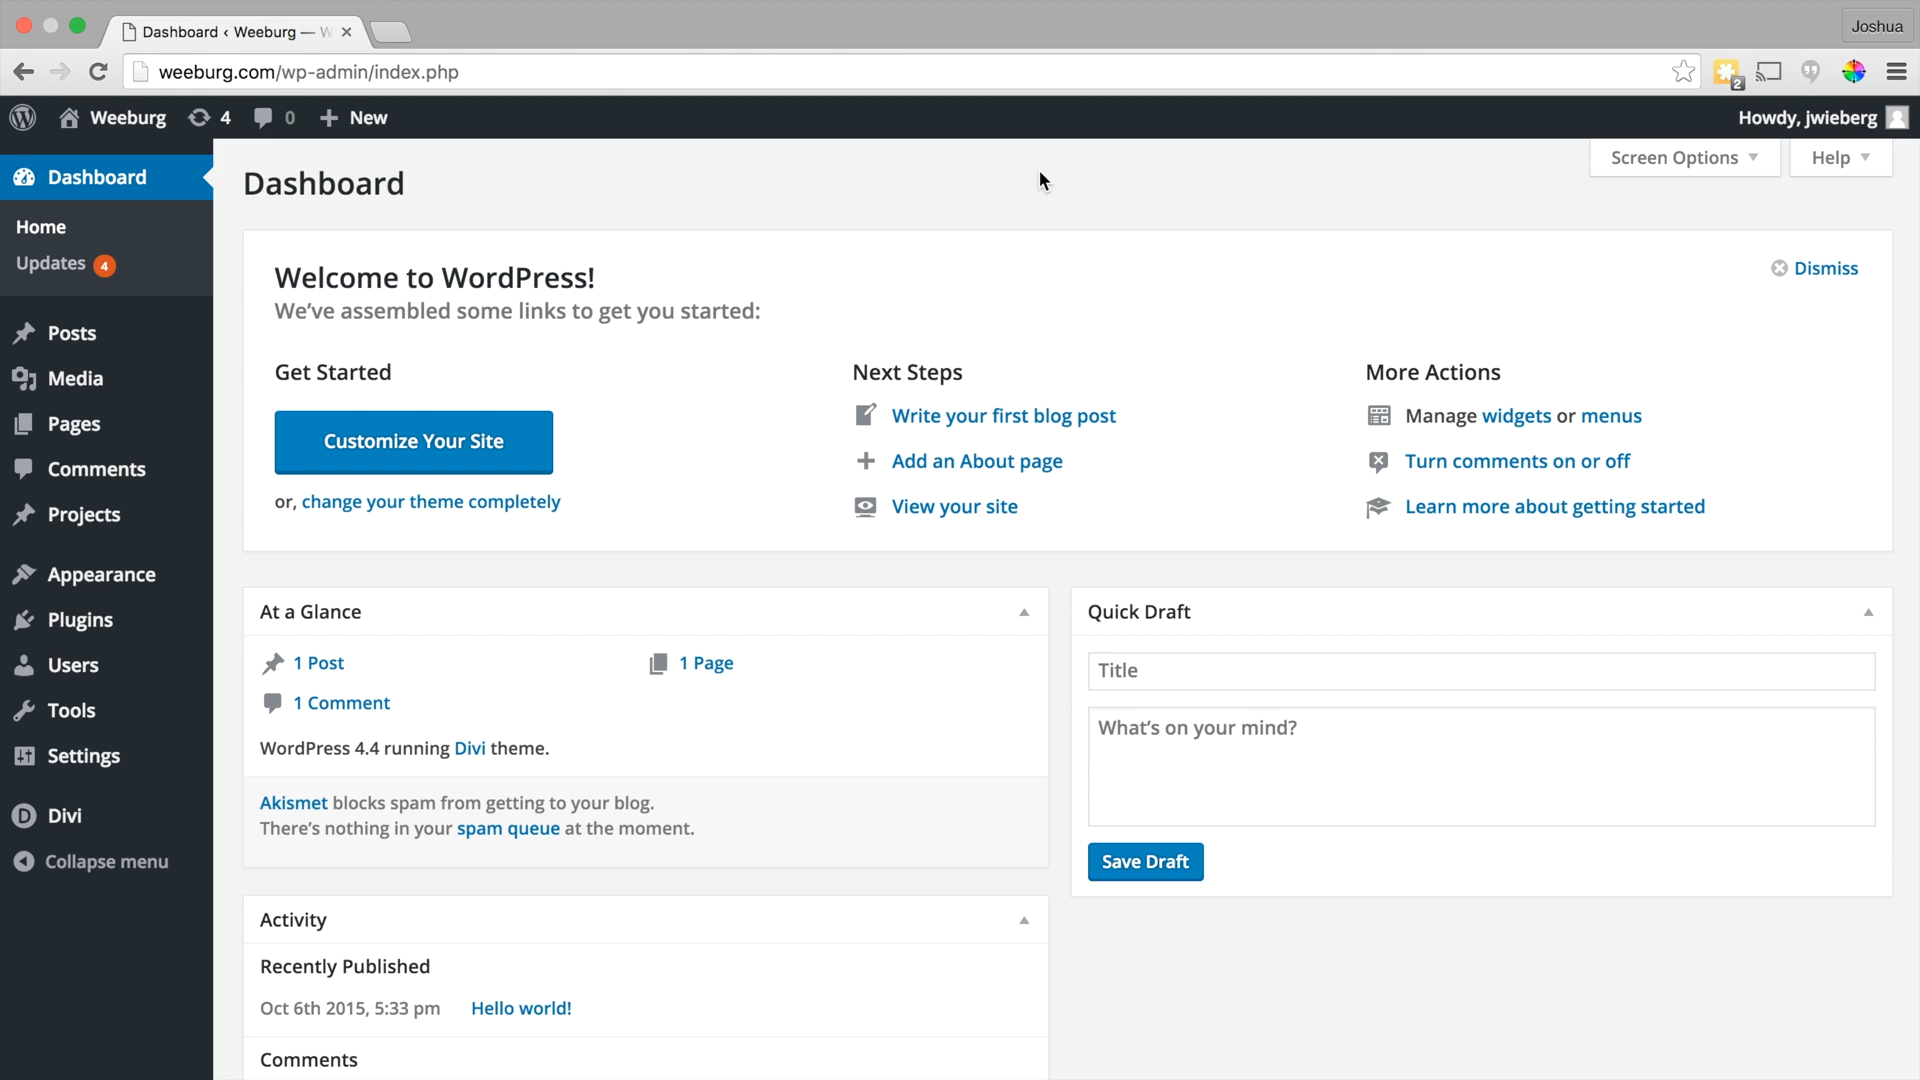 Dashboard ‹ Weeburg — W
Joshua
weeburg.com/wp-admin/index.php
2
Weeburg 4 0 New
Howdy, jwieberg
Dashboard
Home
Updates 4
Posts
Media
Pages
Comments
Projects
Appearance
Plugins
Users
Tools
Settings
Divi
Collapse menu
Screen Options
Help
Dashboard
Welcome to WordPress!
Dismiss
We’ve assembled some links to get you started:
Get Started
Customize Your Site
or, change your theme completely
Next Steps
Write your first blog post
Add an About page
View your site
More Actions
Manage widgets or menus
Turn comments on or off
Learn more about getting started
At a Glance
1 Post
1 Page
1 Comment
WordPress 4.4 running Divi theme.
Akismet blocks spam from getting to your blog.
There’s nothing in your spam queue at the moment.
Activity
Recently Published
Oct 6th 2015, 5:33 pm Hello world!
Comments
Quick Draft
Title
What’s on your mind?
Save Draft